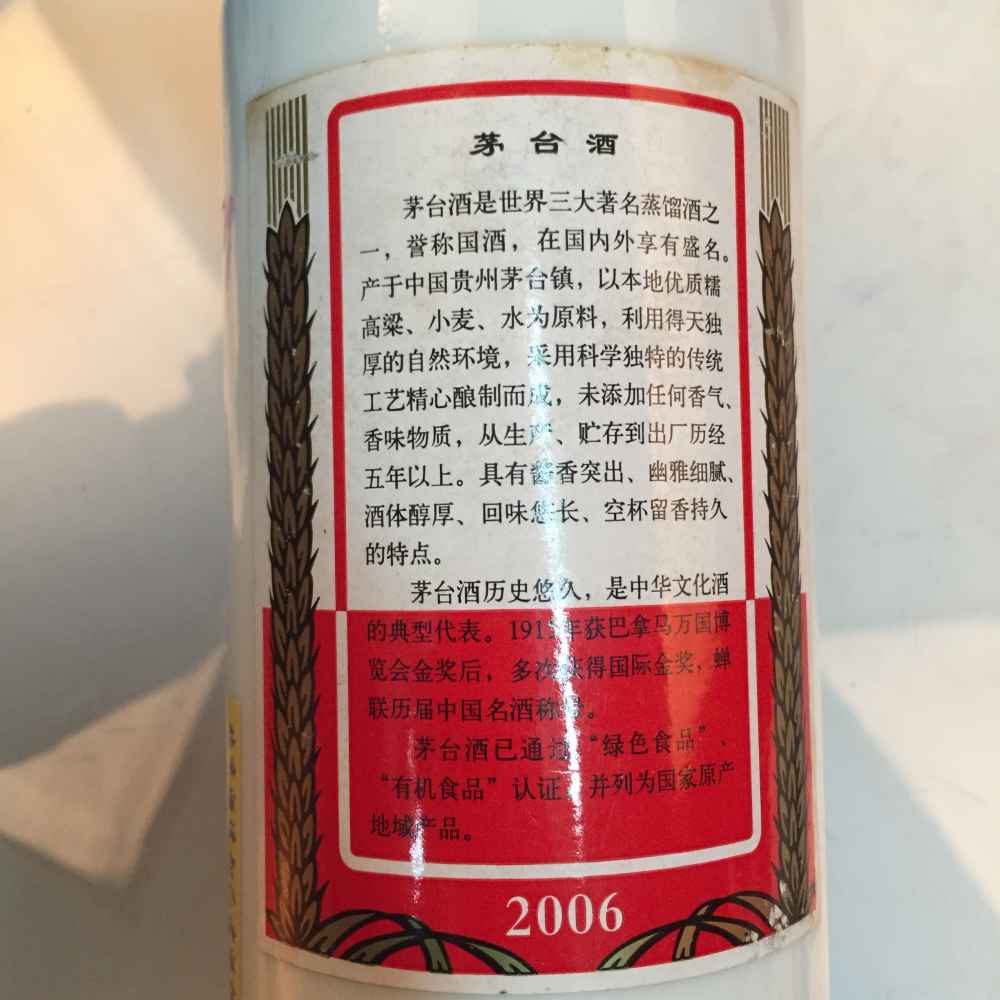 茅台酒
茅台酒是世界三大著名蒸馏酒之
一，誉称国酒，在国内外享有盛名。
产于中国贵州茅台镇，以本地优质糯
高粱、小麦、水为原料，利用得天独
厚的自然环境，采用科学独特的传统
工艺精心酿制而成，未添加任何香气、
香味物质，从生产、贮存到出厂历经
五年以上。具有酱香突出、幽雅细腻、
酒体醇厚、回味悠长、空杯留香持久
的特点。
茅台酒历史悠久，是中华文化酒
的典型代表。1915年获巴拿马万国博
览会金奖后，多次获得国际金奖，蝉
联历届中国名酒称号。
茅台酒已通过“绿色食品”、
“有机食品”认证，并列为国家原产
地域产品。
2006